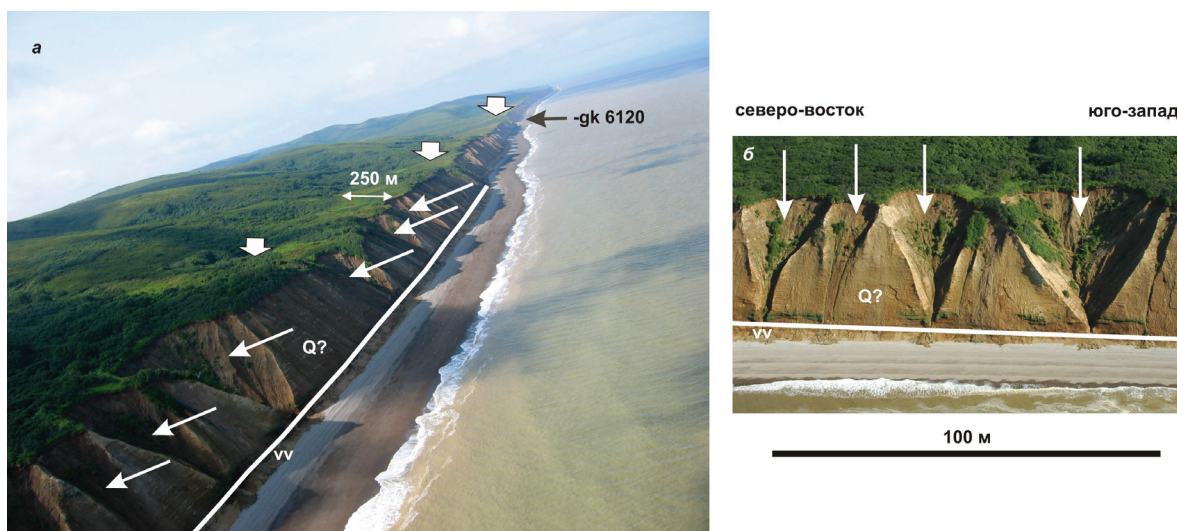 а
-gk 6120
250 м
Q?
vv
северо-восток
юго-запад
б
Q?
vv
100 м